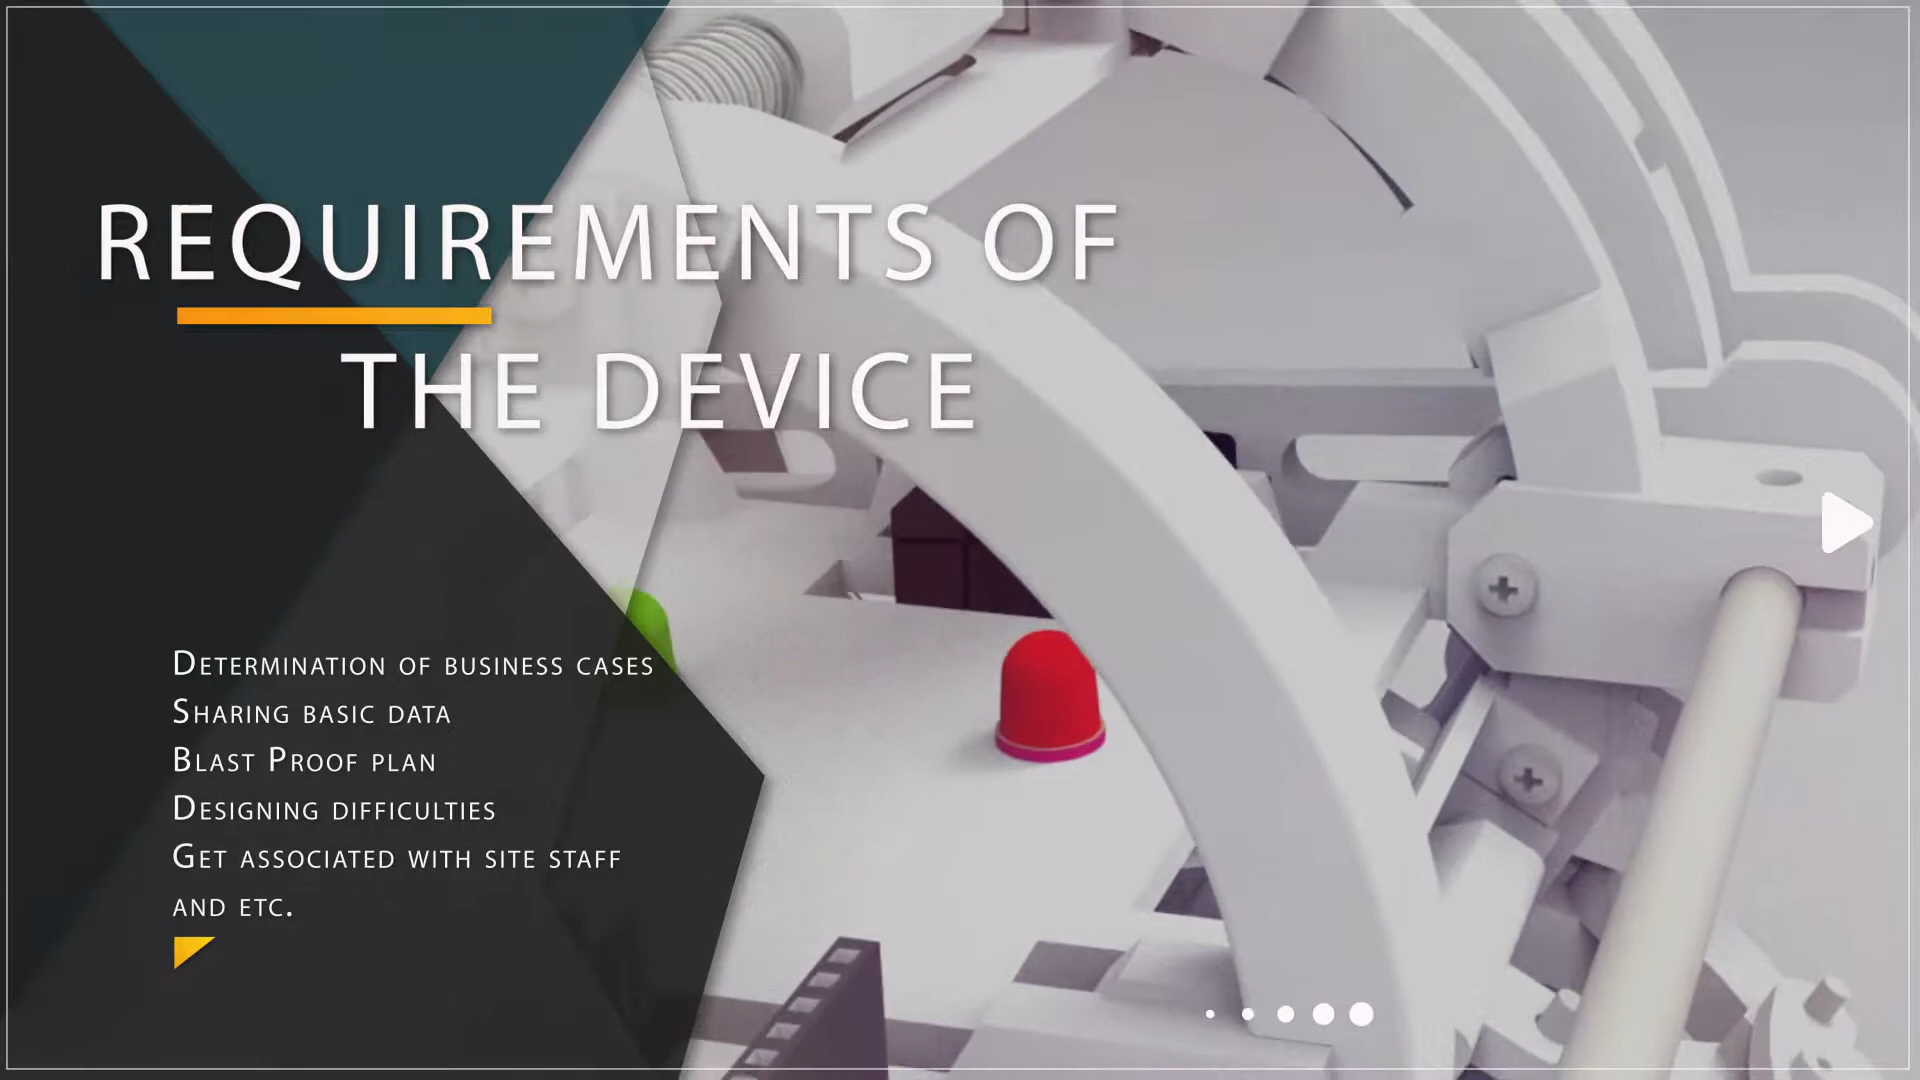 REQUIREMENTS OF
THE DEVICE
Determination of business cases
Sharing basic data
Blast Proof plan
Designing difficulties
Get associated with site staff
and etc.